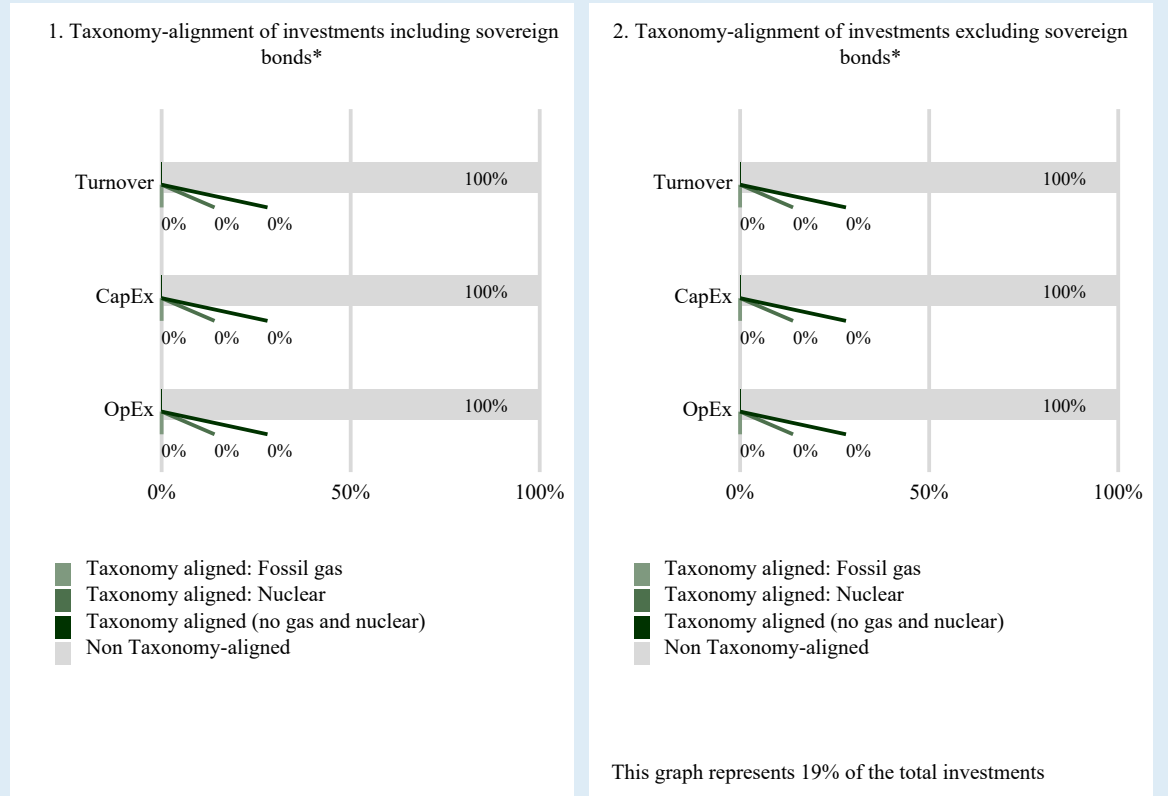 1. Taxonomy-alignment of investments including sovereign
bonds*
Turnover
100%
0% 0% 0%
CapEx
100%
0% 0% 0%
OpEx
100%
0% 0% 0%
0% 50% 100%
Taxonomy aligned: Fossil gas
Taxonomy aligned: Nuclear
Taxonomy aligned (no gas and nuclear)
Non Taxonomy-aligned
2. Taxonomy-alignment of investments excluding sovereign
bonds*
Turnover
100%
0% 0% 0%
CapEx
100%
0% 0% 0%
OpEx
100%
0% 0% 0%
0% 50% 100%
Taxonomy aligned: Fossil gas
Taxonomy aligned: Nuclear
Taxonomy aligned (no gas and nuclear)
Non Taxonomy-aligned
This graph represents 19% of the total investments